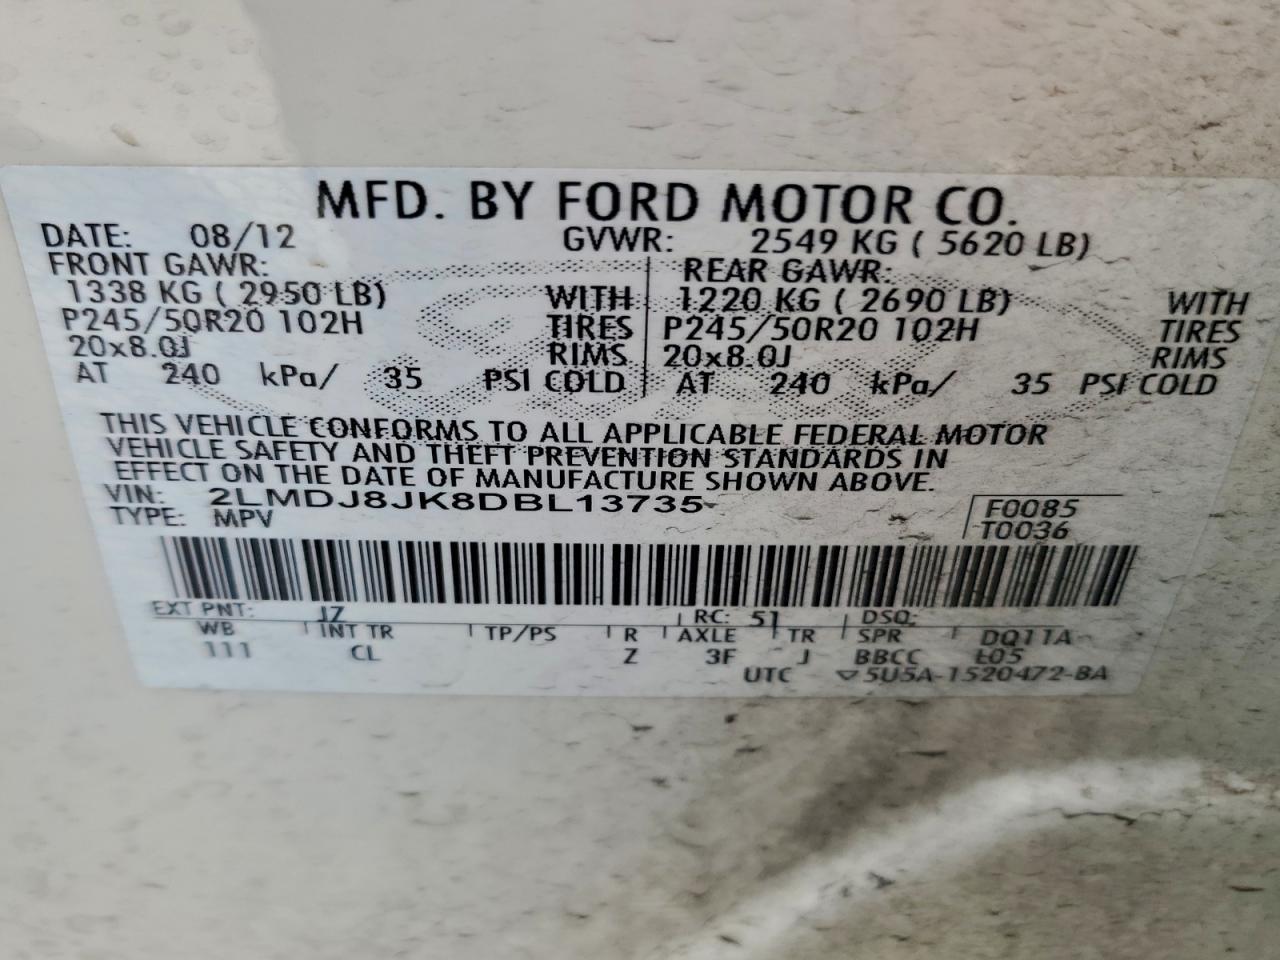 MFD. BY FORD MOTOR CO.
DATE: 08/12 GVWR: 2549 KG ( 5620 LB)
FRONT GAWR: REAR GAWR:
1338 KG ( 2950 LB) WITH 1220 KG ( 2690 LB) WITH
P245/50R20 102H TIRES P245/50R20 102H TIRES
20x8.0J RIMS 20x8.0J RIMS
AT 240 kPa/ 35 PSI COLD AT 240 kPa/ 35 PSI COLD
THIS VEHICLE CONFORMS TO ALL APPLICABLE FEDERAL MOTOR
VEHICLE SAFETY AND THEFT PREVENTION STANDARDS IN
EFFECT ON THE DATE OF MANUFACTURE SHOWN ABOVE.
VIN: 2LMDJ8JK8DBL13735 F0085
TYPE: MPV T0036
EXT PNT: JZ RC: 51 DSO:
WB INT TR TP/PS R AXLE TR SPR DQ11A
111 CL Z 3F J BBCC E05
UTC ▽5U5A-1520472-BA